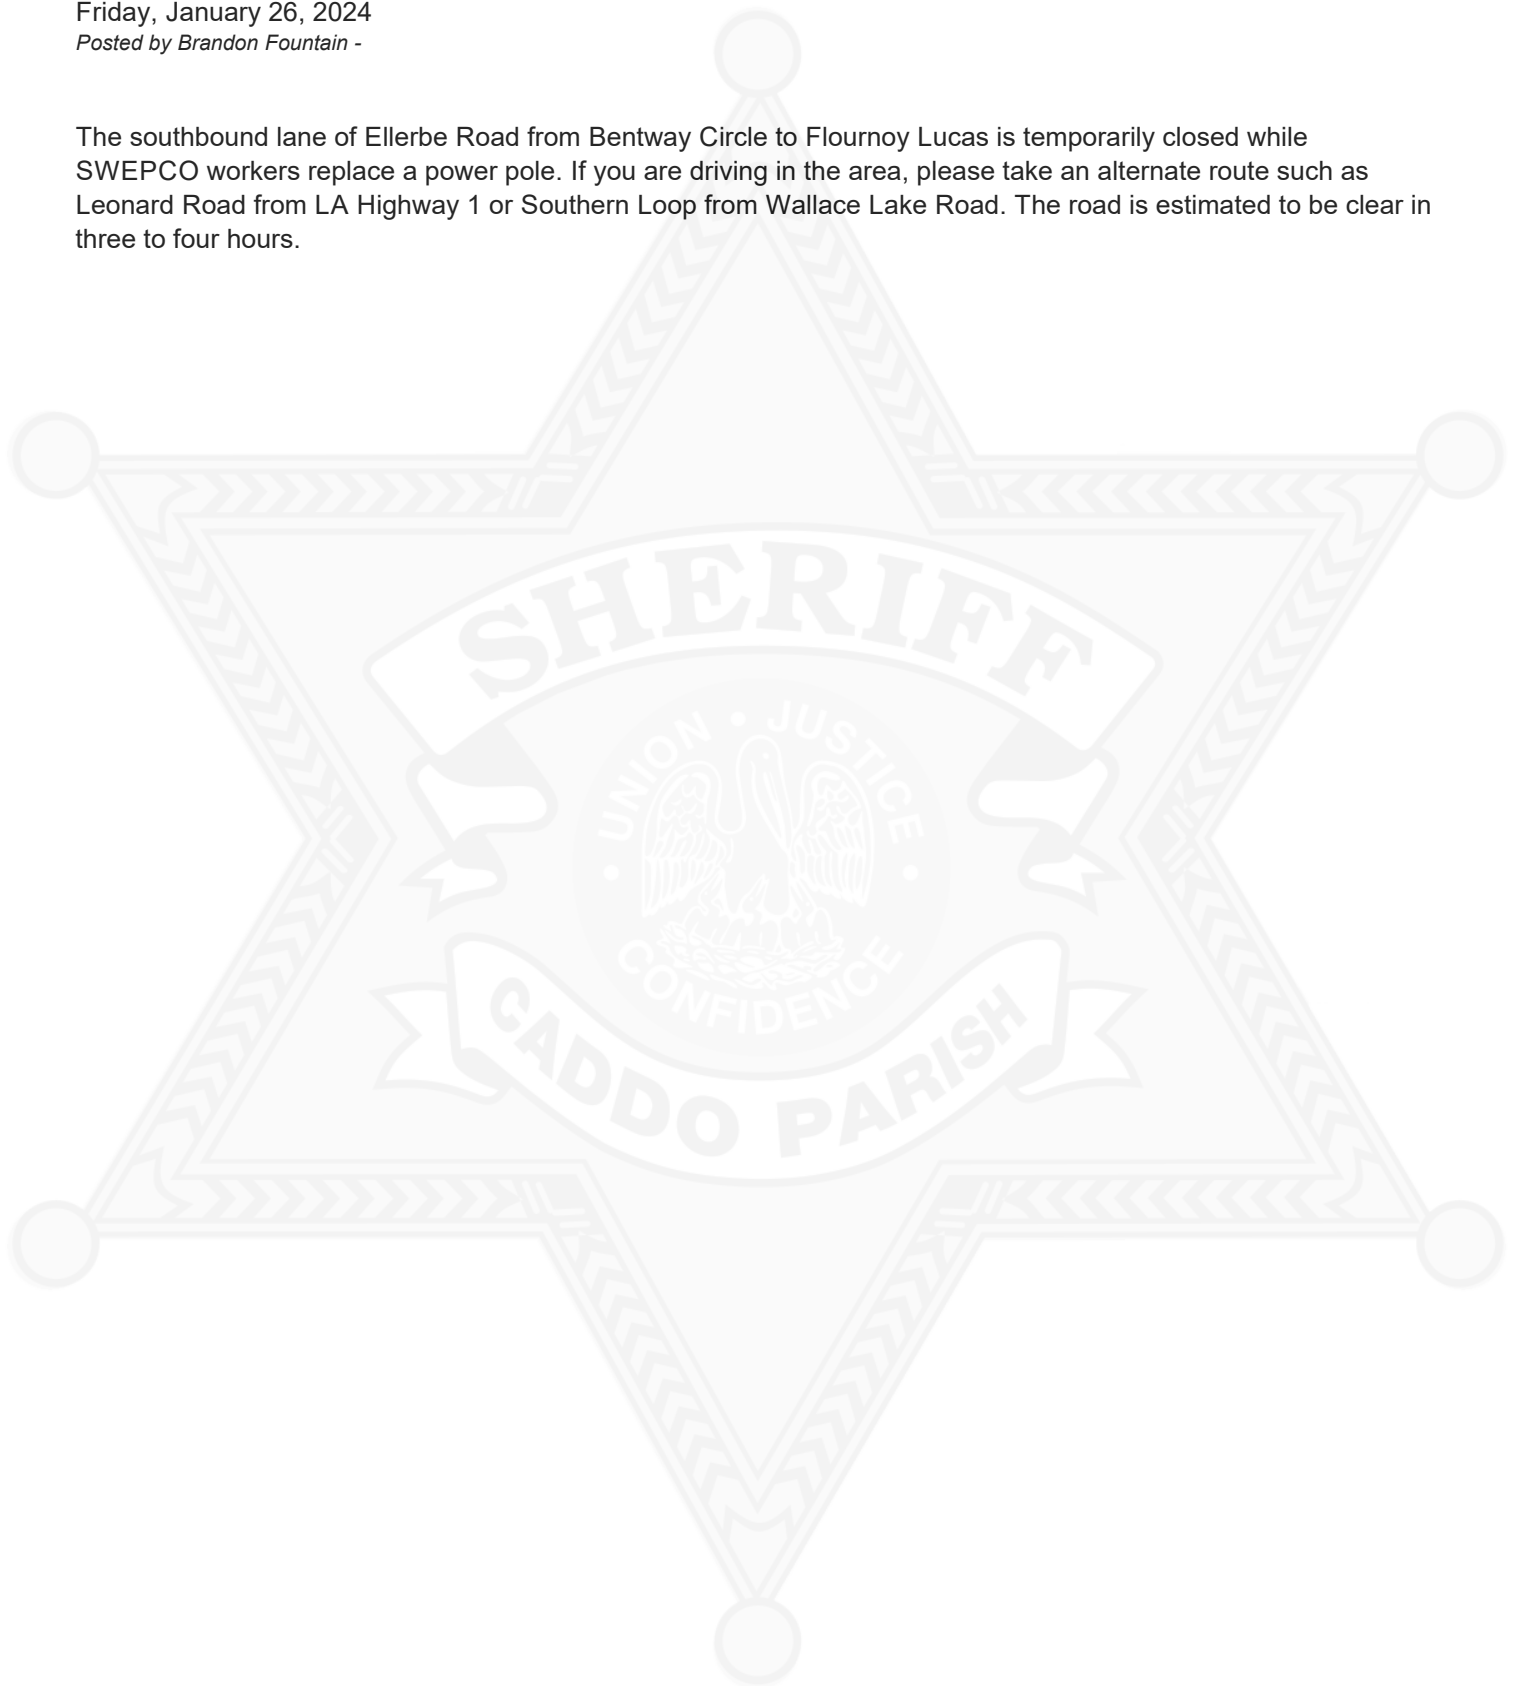 Friday, January 26, 2024
Posted by Brandon Fountain -
The southbound lane of Ellerbe Road from Bentway Circle to Flournoy Lucas is temporarily closed while
SWEPCO workers replace a power pole. If you are driving in the area, please take an alternate route such as
Leonard Road from LA Highway 1 or Southern Loop from Wallace Lake Road. The road is estimated to be clear in
three to four hours.
SHERIFF
UNION • JUSTICE
• CONFIDENCE •
CADDO PARISH